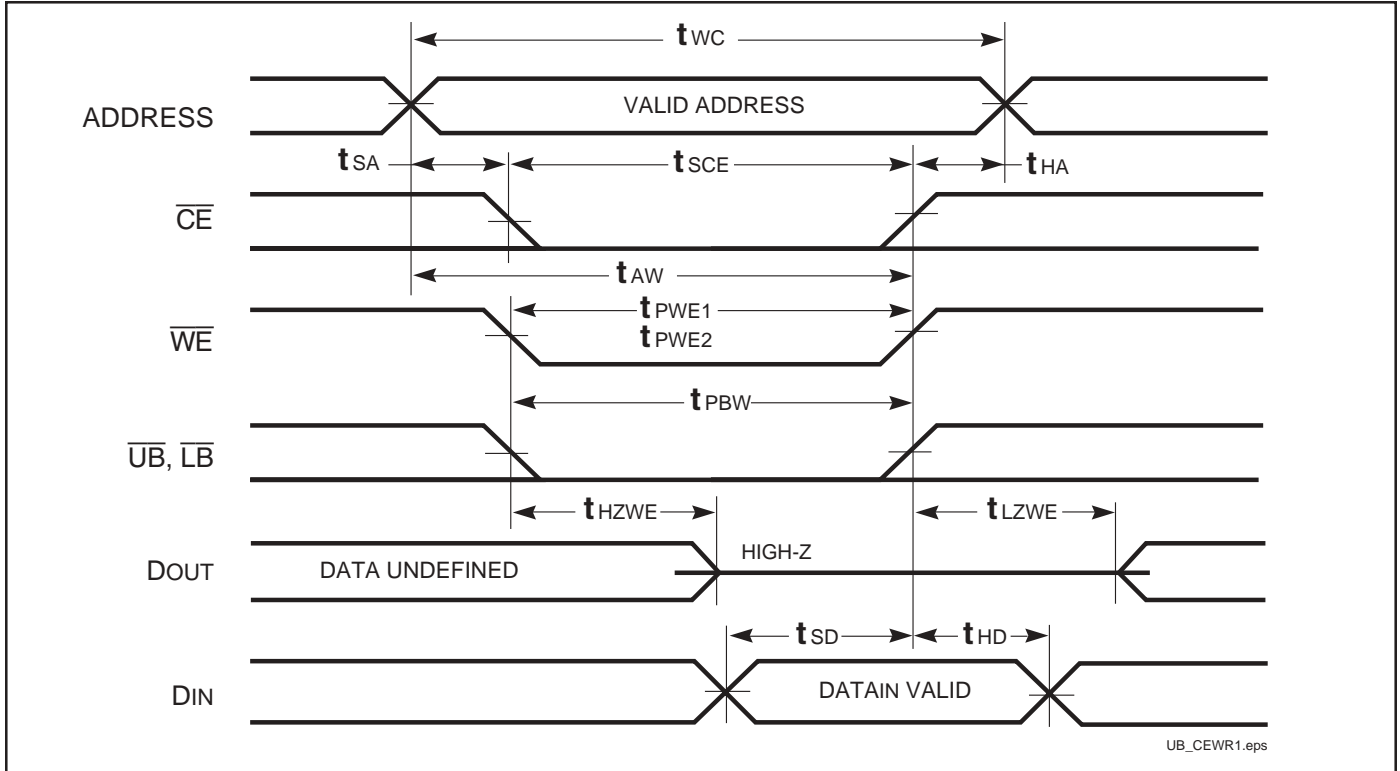 tWC
ADDRESS
VALID ADDRESS
tSA
tSCE
tHA
CE
tAW
tPWE1
WE
tPWE2
tPBW
UB, LB
tHZWE
tLZWE
HIGH-Z
DOUT
DATA UNDEFINED
tSD
tHD
DIN
DATAIN VALID
UB_CEWR1.eps